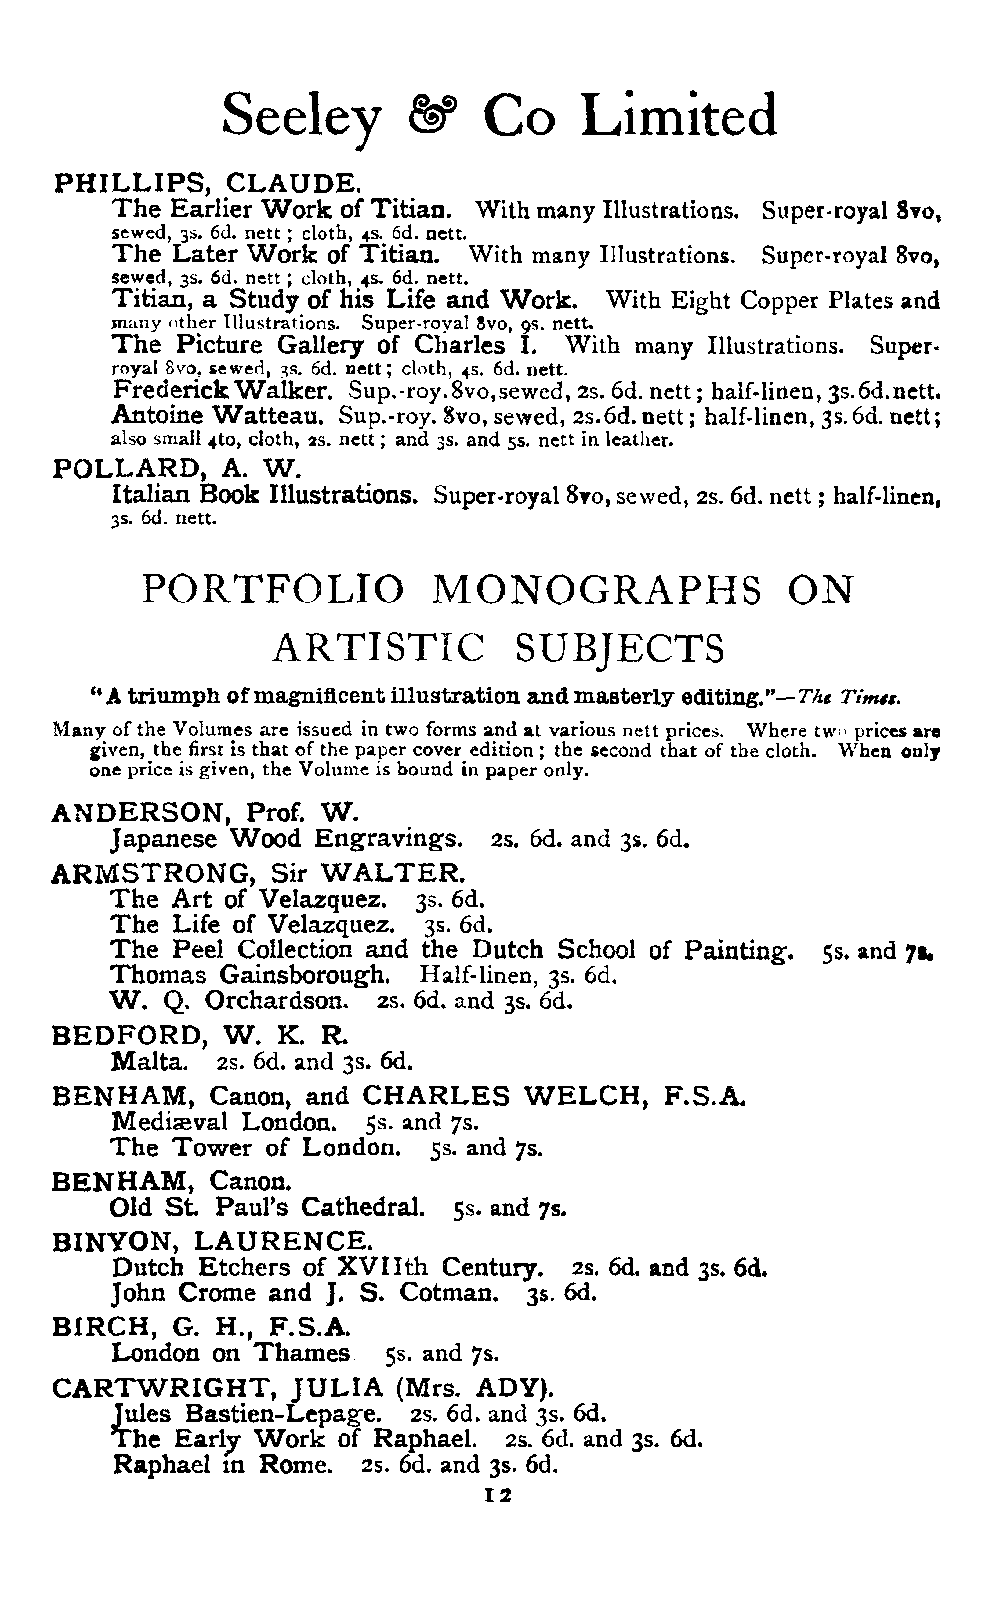 Seeley & Co Limited
PHILLIPS, CLAUDE.
The Earlier Work of Titian. With many Illustrations. Super-royal 8vo,
sewed, 3s. 6d. nett; cloth, 4s. 6d. nett.
The Later Work of Titian. With many Illustrations. Super-royal 8vo,
sewed, 3s. 6d. nett; cloth, 4s. 6d. nett.
Titian, a Study of his Life and Work. With Eight Copper Plates and
many other Illustrations. Super-royal 8vo, 9s. nett.
The Picture Gallery of Charles I. With many Illustrations. Super-
royal 8vo, sewed, 3s. 6d. nett; cloth, 4s. 6d. nett.
Frederick Walker. Sup.-roy. 8vo, sewed, 2s. 6d. nett; half-linen, 3s. 6d. nett.
Antoine Watteau. Sup.-roy. 8vo, sewed, 2s. 6d. nett; half-linen, 3s. 6d. nett;
also small 4to, cloth, 2s. nett; and 3s. and 5s. nett in leather.
POLLARD, A. W.
Italian Book Illustrations. Super-royal 8vo, sewed, 2s. 6d. nett; half-linen,
3s. 6d. nett.
PORTFOLIO MONOGRAPHS ON
ARTISTIC SUBJECTS
"A triumph of magnificent illustration and masterly editing."—The Times.
Many of the Volumes are issued in two forms and at various nett prices. Where two prices are
given, the first is that of the paper cover edition; the second that of the cloth. When only
one price is given, the Volume is bound in paper only.
ANDERSON, Prof. W.
Japanese Wood Engravings. 2s. 6d. and 3s. 6d.
ARMSTRONG, Sir WALTER.
The Art of Velazquez. 3s. 6d.
The Life of Velazquez. 3s. 6d.
The Peel Collection and the Dutch School of Painting. 5s. and 7s.
Thomas Gainsborough. Half-linen, 3s. 6d.
W. Q. Orchardson. 2s. 6d. and 3s. 6d.
BEDFORD, W. K. R.
Malta. 2s. 6d. and 3s. 6d.
BENHAM, Canon, and CHARLES WELCH, F.S.A.
Mediæval London. 5s. and 7s.
The Tower of London. 5s. and 7s.
BENHAM, Canon.
Old St. Paul's Cathedral. 5s. and 7s.
BINYON, LAURENCE.
Dutch Etchers of XVIIth Century. 2s. 6d. and 3s. 6d.
John Crome and J. S. Cotman. 3s. 6d.
BIRCH, G. H., F.S.A.
London on Thames 5s. and 7s.
CARTWRIGHT, JULIA (Mrs. ADY).
Jules Bastien-Lepage. 2s. 6d. and 3s. 6d.
The Early Work of Raphael. 2s. 6d. and 3s. 6d.
Raphael in Rome. 2s. 6d. and 3s. 6d.
12